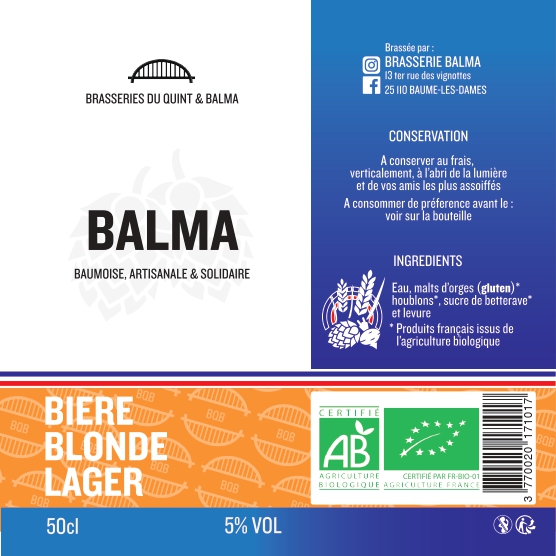 BRASSERIES DU QUINT & BALMA
BALMA
BAUMOISE, ARTISANALE & SOLIDAIRE
Brassée par :
BRASSERIE BALMA
13 ter rue des vignottes
25 110 BAUME-LES-DAMES
CONSERVATION
A conserver au frais,
verticalement, à l'abri de la lumière
et de vos amis les plus assoiffés
A consommer de préference avant le :
voir sur la bouteille
INGREDIENTS
Eau, malts d'orges (gluten)*
houblons*, sucre de betterave*
et levure
* Produits français issus de
l'agriculture biologique
BIERE
BLONDE
LAGER
BQB
CERTIFIÉ
AB
AGRICULTURE
BIOLOGIQUE
CERTIFIÉ PAR FR-BIO-01
AGRICULTURE FRANCE
3 770020 171017
50cl
5% VOL